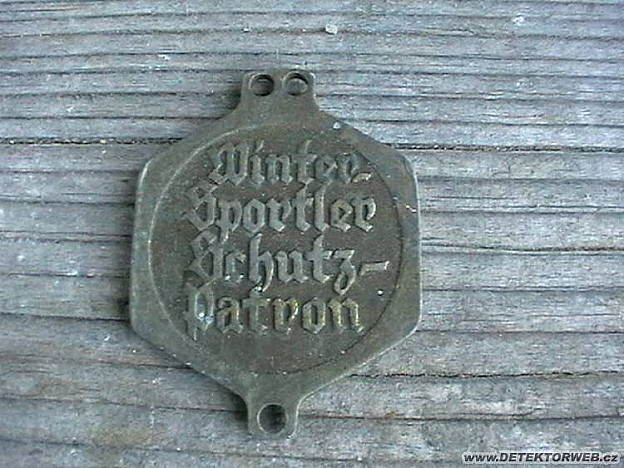 Winter-
Sportler
Schutz-
Patron
www.DETEKTORWEB.cz